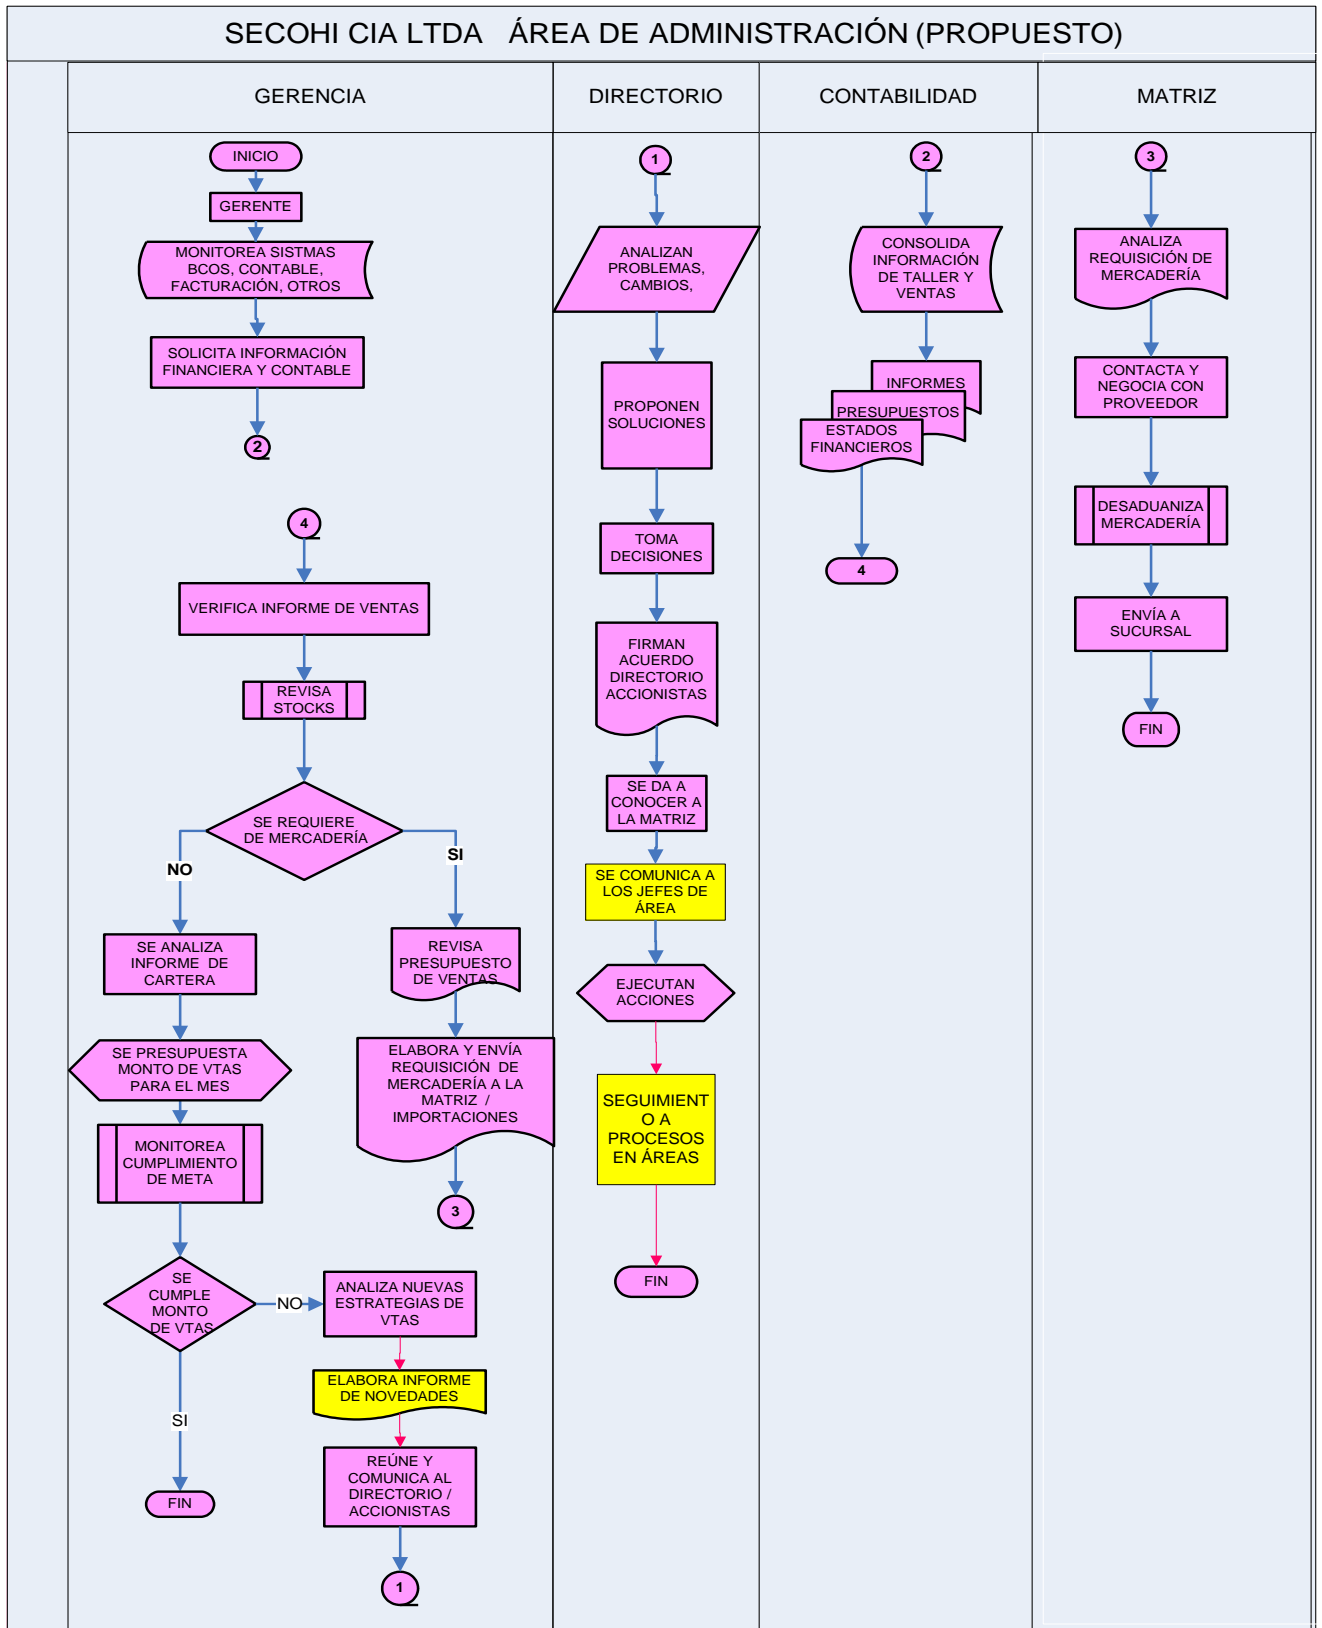 SECOHI CIA LTDA   ÁREA DE ADMINISTRACIÓN (PROPUESTO)
GERENCIA
DIRECTORIO
CONTABILIDAD
MATRIZ
INICIO
GERENTE
MONITOREA SISTMAS
BCOS, CONTABLE,
FACTURACIÓN, OTROS
SOLICITA INFORMACIÓN
FINANCIERA Y CONTABLE
2
4
VERIFICA INFORME DE VENTAS
REVISA
STOCKS
SE REQUIERE
DE MERCADERÍA
NO
SI
SE ANALIZA
INFORME  DE
CARTERA
SE PRESUPUESTA
MONTO DE VTAS
PARA EL MES
MONITOREA
CUMPLIMIENTO
DE META
SE
CUMPLE
MONTO
DE VTAS
SI
FIN
NO
REVISA
PRESUPUESTO
DE VENTAS
ELABORA Y ENVÍA
REQUISICIÓN  DE
MERCADERÍA A LA
MATRIZ  /
IMPORTACIONES
3
ANALIZA NUEVAS
ESTRATEGIAS DE
VTAS
ELABORA INFORME
DE NOVEDADES
REÚNE Y
COMUNICA AL
DIRECTORIO /
ACCIONISTAS
1
1
ANALIZAN
PROBLEMAS,
CAMBIOS,
PROPONEN
SOLUCIONES
TOMA
DECISIONES
FIRMAN
ACUERDO
DIRECTORIO
ACCIONISTAS
SE DA A
CONOCER A
LA MATRIZ
SE COMUNICA A
LOS JEFES DE
ÁREA
EJECUTAN
ACCIONES
SEGUIMIENT
O A
PROCESOS
EN ÁREAS
FIN
2
CONSOLIDA
INFORMACIÓN
DE TALLER Y
VENTAS
INFORMES
PRESUPUESTOS
ESTADOS
FINANCIEROS
4
3
ANALIZA
REQUISICIÓN DE
MERCADERÍA
CONTACTA Y
NEGOCIA CON
PROVEEDOR
DESADUANIZA
MERCADERÍA
ENVÍA A
SUCURSAL
FIN